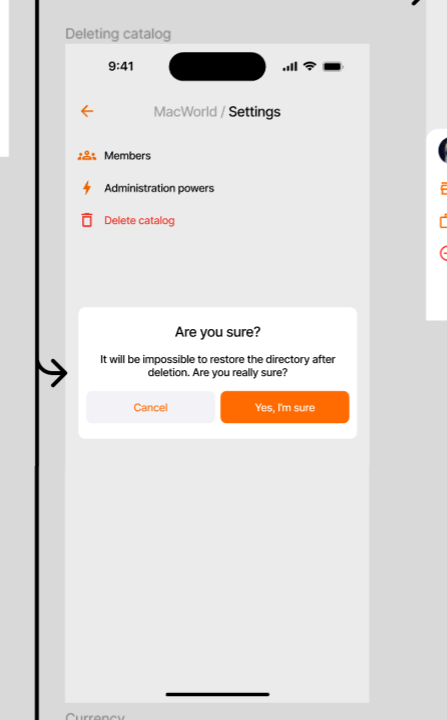 Deleting catalog
9:41
MacWorld / Settings
Members
Administration powers
Delete catalog
Are you sure?
It will be impossible to restore the directory after
deletion. Are you really sure?
Cancel
Yes, I'm sure
Currency